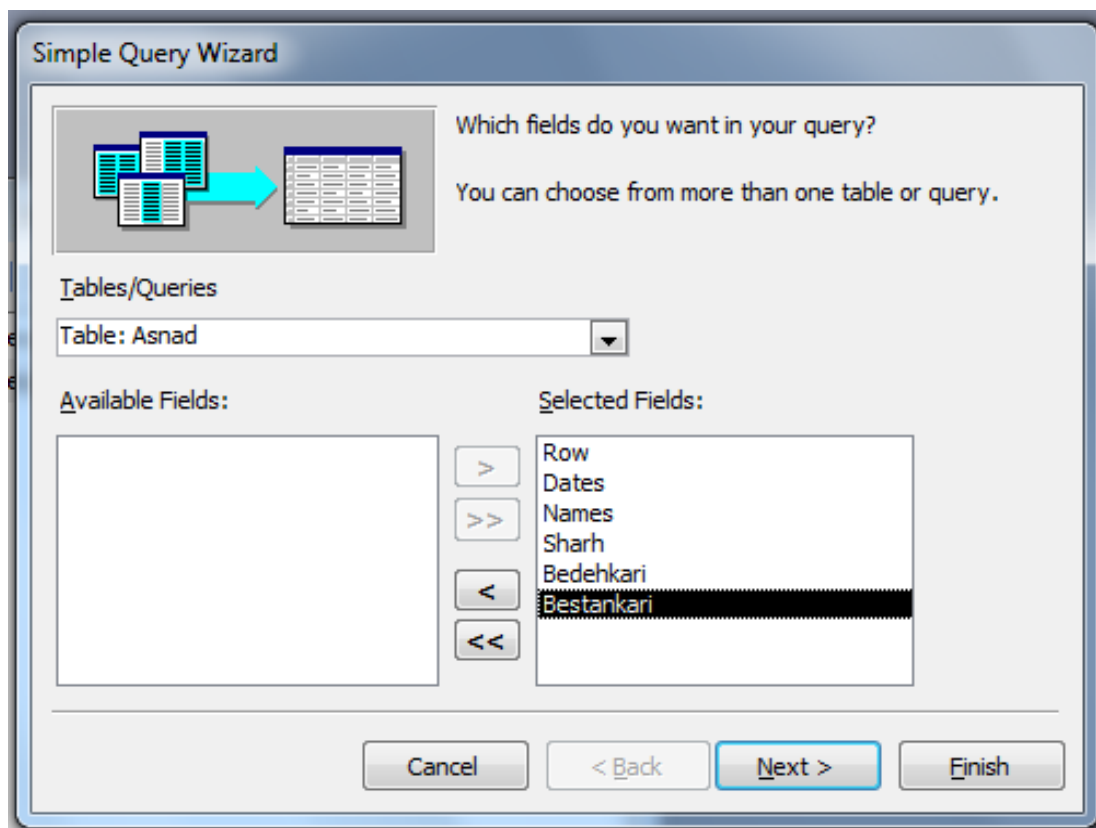 Simple Query Wizard
Which fields do you want in your query?
You can choose from more than one table or query.
Tables/Queries
Table: Asnad
Available Fields:
Selected Fields:
>
>>
<
<<
Row
Dates
Names
Sharh
Bedehkari
Bestankari
Cancel
< Back
Next >
Finish